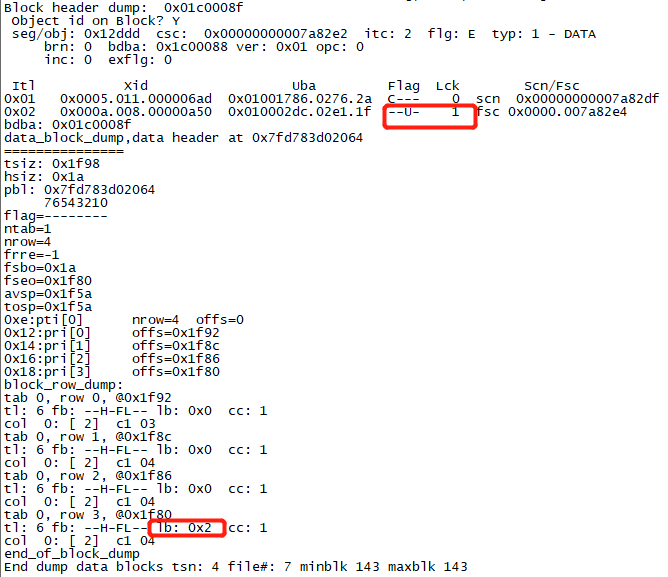 Block header dump:  0x01c0008f
 Object id on Block? Y
 seg/obj: 0x12ddd  csc:  0x00000000007a82e2  itc: 2  flg: E  typ: 1 - DATA
     brn: 0  bdba: 0x1c00088 ver: 0x01 opc: 0
     inc: 0  exflg: 0
 Itl           Xid                  Uba         Flag  Lck        Scn/Fsc
0x01   0x0005.011.000006ad  0x01001786.0276.2a  C---    0  scn  0x00000000007a82df
0x02   0x000a.008.00000a50  0x010002dc.02e1.1f  --U-    1  fsc 0x0000.007a82e4
bdba: 0x01c0008f
data_block_dump,data header at 0x7fd783d02064
===============
tsiz: 0x1f98
hsiz: 0x1a
pbl: 0x7fd783d02064
     76543210
flag=--------
ntab=1
nrow=4
frre=-1
fsbo=0x1a
fseo=0x1f80
avsp=0x1f5a
tosp=0x1f5a
0xe:pti[0]      nrow=4  offs=0
0x12:pri[0]     offs=0x1f92
0x14:pri[1]     offs=0x1f8c
0x16:pri[2]     offs=0x1f86
0x18:pri[3]     offs=0x1f80
block_row_dump:
tab 0, row 0, @0x1f92
tl: 6 fb: --H-FL-- lb: 0x0  cc: 1
col  0: [ 2]  c1 03
tab 0, row 1, @0x1f8c
tl: 6 fb: --H-FL-- lb: 0x0  cc: 1
col  0: [ 2]  c1 04
tab 0, row 2, @0x1f86
tl: 6 fb: --H-FL-- lb: 0x0  cc: 1
col  0: [ 2]  c1 04
tab 0, row 3, @0x1f80
tl: 6 fb: --H-FL-- lb: 0x2  cc: 1
col  0: [ 2]  c1 04
end_of_block_dump
End dump data blocks tsn: 4 file#: 7 minblk 143 maxblk 143